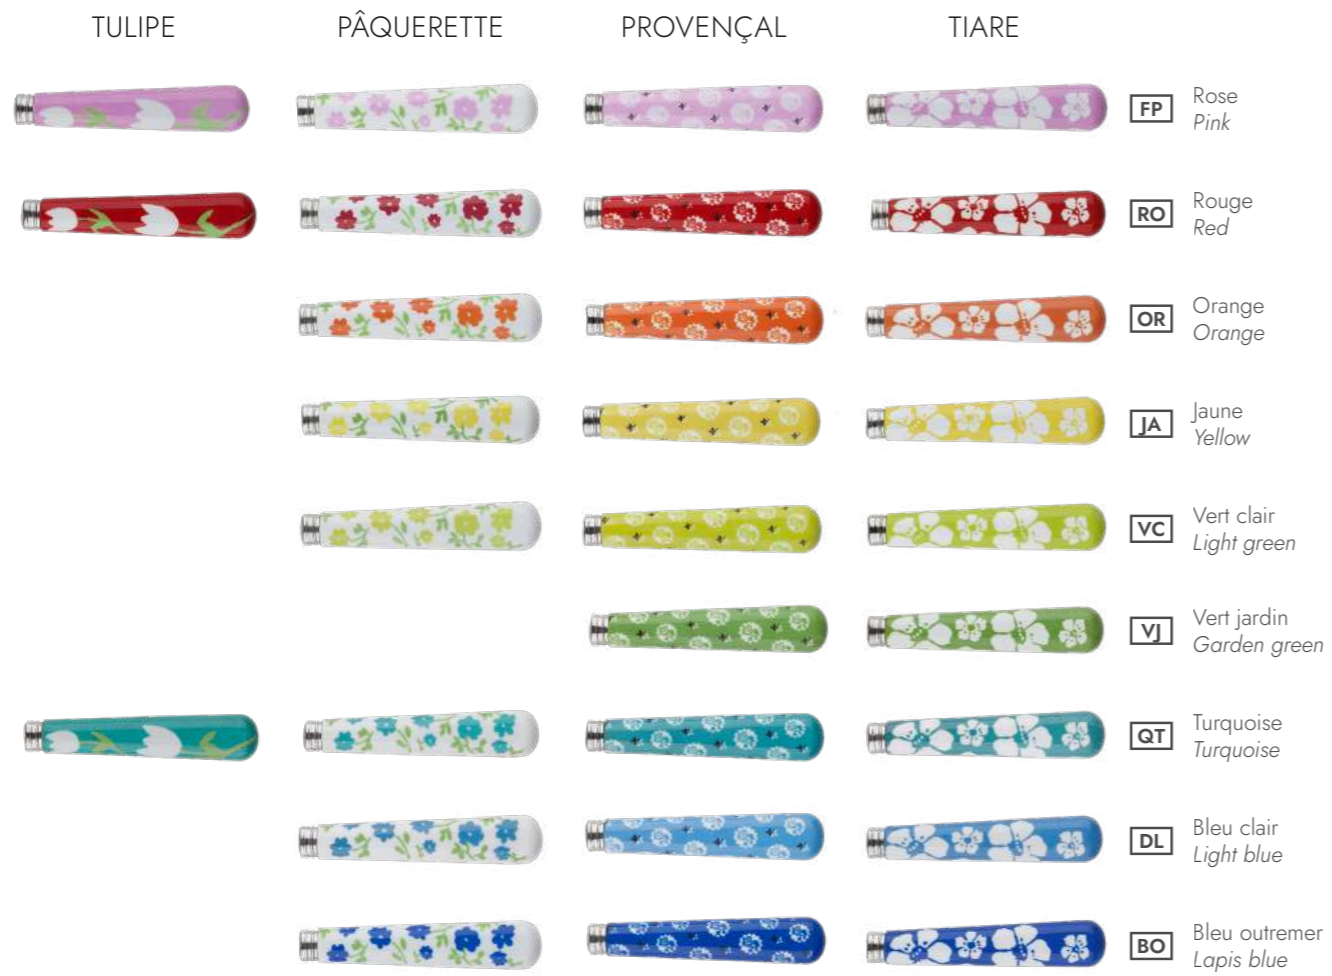 TULIPE PÂQUERETTE PROVENÇAL TIARE
FP Rose
Pink
RO Rouge
Red
OR Orange
Orange
JA Jaune
Yellow
VC Vert clair
Light green
VJ Vert jardin
Garden green
QT Turquoise
Turquoise
DL Bleu clair
Light blue
BO Bleu outremer
Lapis blue